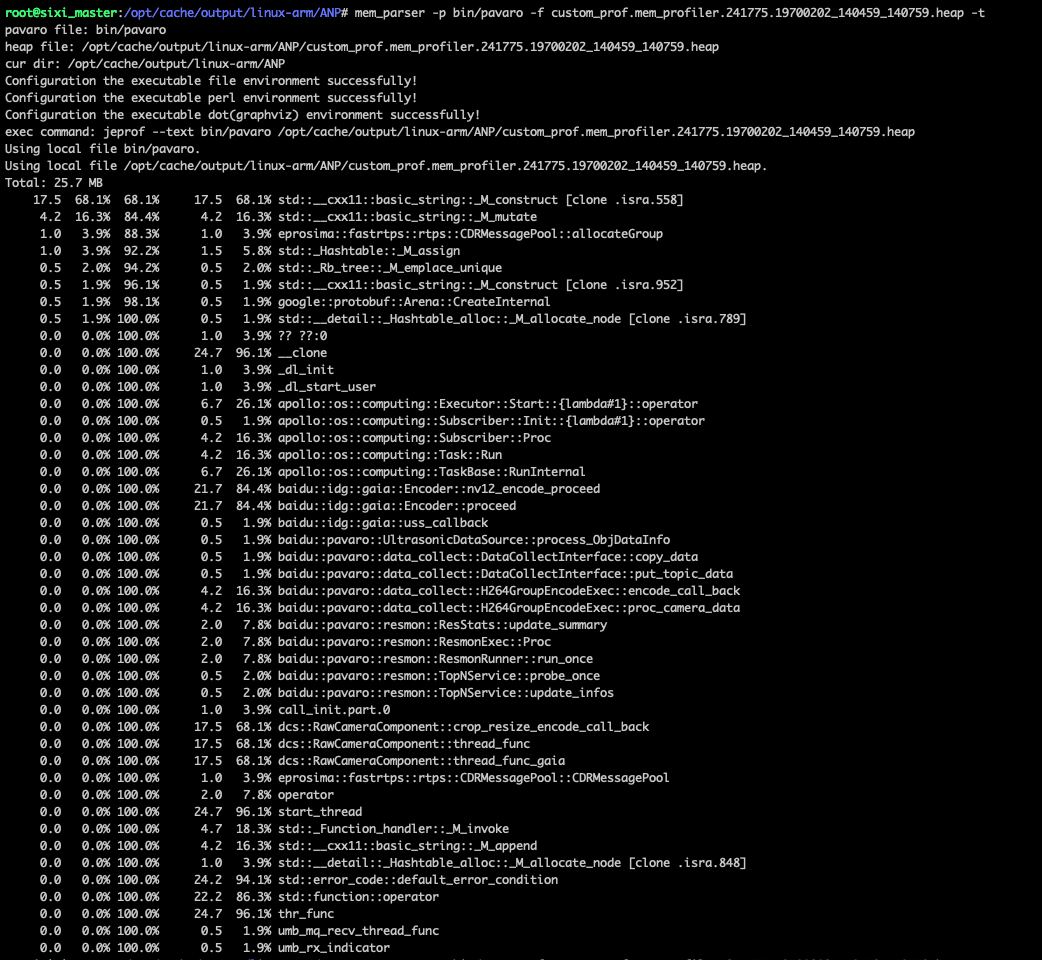 root@sixi_master:/opt/cache/output/linux-arm/ANP# mem_parser -p bin/pavaro -f custom_prof.mem_profiler.241775.19700202_140459_140759.heap -t
pavaro file: bin/pavaro
heap file: /opt/cache/output/linux-arm/ANP/custom_prof.mem_profiler.241775.19700202_140459_140759.heap
cur dir: /opt/cache/output/linux-arm/ANP
Configuration the executable file environment successfully!
Configuration the executable perl environment successfully!
Configuration the executable dot(graphviz) environment successfully!
exec command: jeprof --text bin/pavaro /opt/cache/output/linux-arm/ANP/custom_prof.mem_profiler.241775.19700202_140459_140759.heap
Using local file bin/pavaro.
Using local file /opt/cache/output/linux-arm/ANP/custom_prof.mem_profiler.241775.19700202_140459_140759.heap.
Total: 25.7 MB
17.5 68.1% 68.1% 17.5 68.1% std::__cxx11::basic_string::_M_construct [clone .isra.558]
4.2 16.3% 84.4% 4.2 16.3% std::__cxx11::basic_string::_M_mutate
1.0 3.9% 88.3% 1.0 3.9% eprosima::fastrtps::rtps::CDRMessagePool::allocateGroup
1.0 3.9% 92.2% 1.5 5.8% std::_Hashtable::_M_assign
0.5 2.0% 94.2% 0.5 2.0% std::_Rb_tree::_M_emplace_unique
0.5 1.9% 96.1% 0.5 1.9% std::__cxx11::basic_string::_M_construct [clone .isra.952]
0.5 1.9% 98.1% 0.5 1.9% google::protobuf::Arena::CreateInternal
0.5 1.9% 100.0% 0.5 1.9% std::__detail::_Hashtable_alloc::_M_allocate_node [clone .isra.789]
0.0 0.0% 100.0% 1.0 3.9% ?? ??:0
0.0 0.0% 100.0% 24.7 96.1% __clone
0.0 0.0% 100.0% 1.0 3.9% _dl_init
0.0 0.0% 100.0% 1.0 3.9% _dl_start_user
0.0 0.0% 100.0% 6.7 26.1% apollo::os::computing::Executor::Start::{lambda#1}::operator
0.0 0.0% 100.0% 0.5 1.9% apollo::os::computing::Subscriber::Init::{lambda#1}::operator
0.0 0.0% 100.0% 4.2 16.3% apollo::os::computing::Subscriber::Proc
0.0 0.0% 100.0% 4.2 16.3% apollo::os::computing::Task::Run
0.0 0.0% 100.0% 6.7 26.1% apollo::os::computing::TaskBase::RunInternal
0.0 0.0% 100.0% 21.7 84.4% baidu::idg::gaia::Encoder::nv12_encode_proceed
0.0 0.0% 100.0% 21.7 84.4% baidu::idg::gaia::Encoder::proceed
0.0 0.0% 100.0% 0.5 1.9% baidu::idg::gaia::uss_callback
0.0 0.0% 100.0% 0.5 1.9% baidu::pavaro::UltrasonicDataSource::process_ObjDataInfo
0.0 0.0% 100.0% 0.5 1.9% baidu::pavaro::data_collect::DataCollectInterface::copy_data
0.0 0.0% 100.0% 0.5 1.9% baidu::pavaro::data_collect::DataCollectInterface::put_topic_data
0.0 0.0% 100.0% 4.2 16.3% baidu::pavaro::data_collect::H264GroupEncodeExec::encode_call_back
0.0 0.0% 100.0% 4.2 16.3% baidu::pavaro::data_collect::H264GroupEncodeExec::proc_camera_data
0.0 0.0% 100.0% 2.0 7.8% baidu::pavaro::resmon::ResStats::update_summary
0.0 0.0% 100.0% 2.0 7.8% baidu::pavaro::resmon::ResmonExec::Proc
0.0 0.0% 100.0% 2.0 7.8% baidu::pavaro::resmon::ResmonRunner::run_once
0.0 0.0% 100.0% 0.5 2.0% baidu::pavaro::resmon::TopNService::probe_once
0.0 0.0% 100.0% 0.5 2.0% baidu::pavaro::resmon::TopNService::update_infos
0.0 0.0% 100.0% 1.0 3.9% call_init.part.0
0.0 0.0% 100.0% 17.5 68.1% dcs::RawCameraComponent::crop_resize_encode_call_back
0.0 0.0% 100.0% 17.5 68.1% dcs::RawCameraComponent::thread_func
0.0 0.0% 100.0% 17.5 68.1% dcs::RawCameraComponent::thread_func_gaia
0.0 0.0% 100.0% 1.0 3.9% eprosima::fastrtps::rtps::CDRMessagePool::CDRMessagePool
0.0 0.0% 100.0% 2.0 7.8% operator
0.0 0.0% 100.0% 24.7 96.1% start_thread
0.0 0.0% 100.0% 4.7 18.3% std::_Function_handler::_M_invoke
0.0 0.0% 100.0% 4.2 16.3% std::__cxx11::basic_string::_M_append
0.0 0.0% 100.0% 1.0 3.9% std::__detail::_Hashtable_alloc::_M_allocate_node [clone .isra.848]
0.0 0.0% 100.0% 24.2 94.1% std::error_code::default_error_condition
0.0 0.0% 100.0% 22.2 86.3% std::function::operator
0.0 0.0% 100.0% 24.7 96.1% thr_func
0.0 0.0% 100.0% 0.5 1.9% umb_mq_recv_thread_func
0.0 0.0% 100.0% 0.5 1.9% umb_rx_indicator